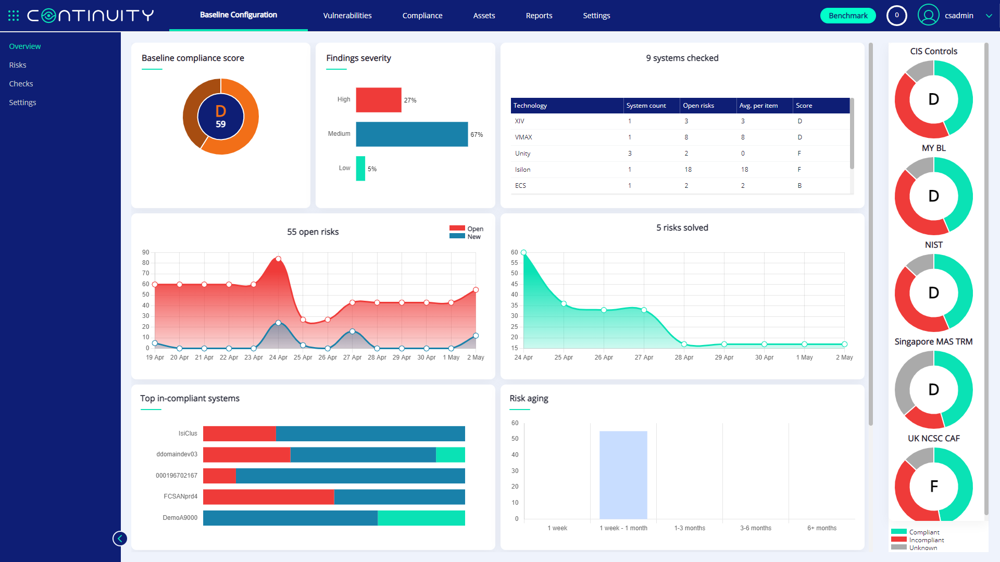 CONTINUITY
Baseline Configuration
Vulnerabilities
Compliance
Assets
Reports
Settings
Benchmark
0
csadmin
Overview
Risks
Checks
Settings
Baseline compliance score
D
59
Findings severity
High
27%
Medium
67%
Low
5%
9 systems checked
Technology System count Open risks Avg. per item Score
XIV 1 3 3 D
VMAX 1 8 8 D
Unity 3 2 0 F
Isilon 1 18 18 F
ECS 1 2 2 B
55 open risks
Open
New
90
80
70
60
50
40
30
20
10
0
19 Apr 20 Apr 21 Apr 22 Apr 23 Apr 24 Apr 25 Apr 26 Apr 27 Apr 28 Apr 29 Apr 30 Apr 1 May 2 May
5 risks solved
60
55
50
45
40
35
30
25
20
15
24 Apr 25 Apr 26 Apr 27 Apr 28 Apr 29 Apr 30 Apr 1 May 2 May
Top in-compliant systems
IsiClus
ddomaindev03
000196702167
FCSANprd4
DemoA9000
Risk aging
60
50
40
30
20
10
0
1 week 1 week - 1 month 1-3 months 3-6 months 6+ months
CIS Controls
D
MY BL
D
NIST
D
Singapore MAS TRM
D
UK NCSC CAF
F
Compliant
Incompliant
Unknown